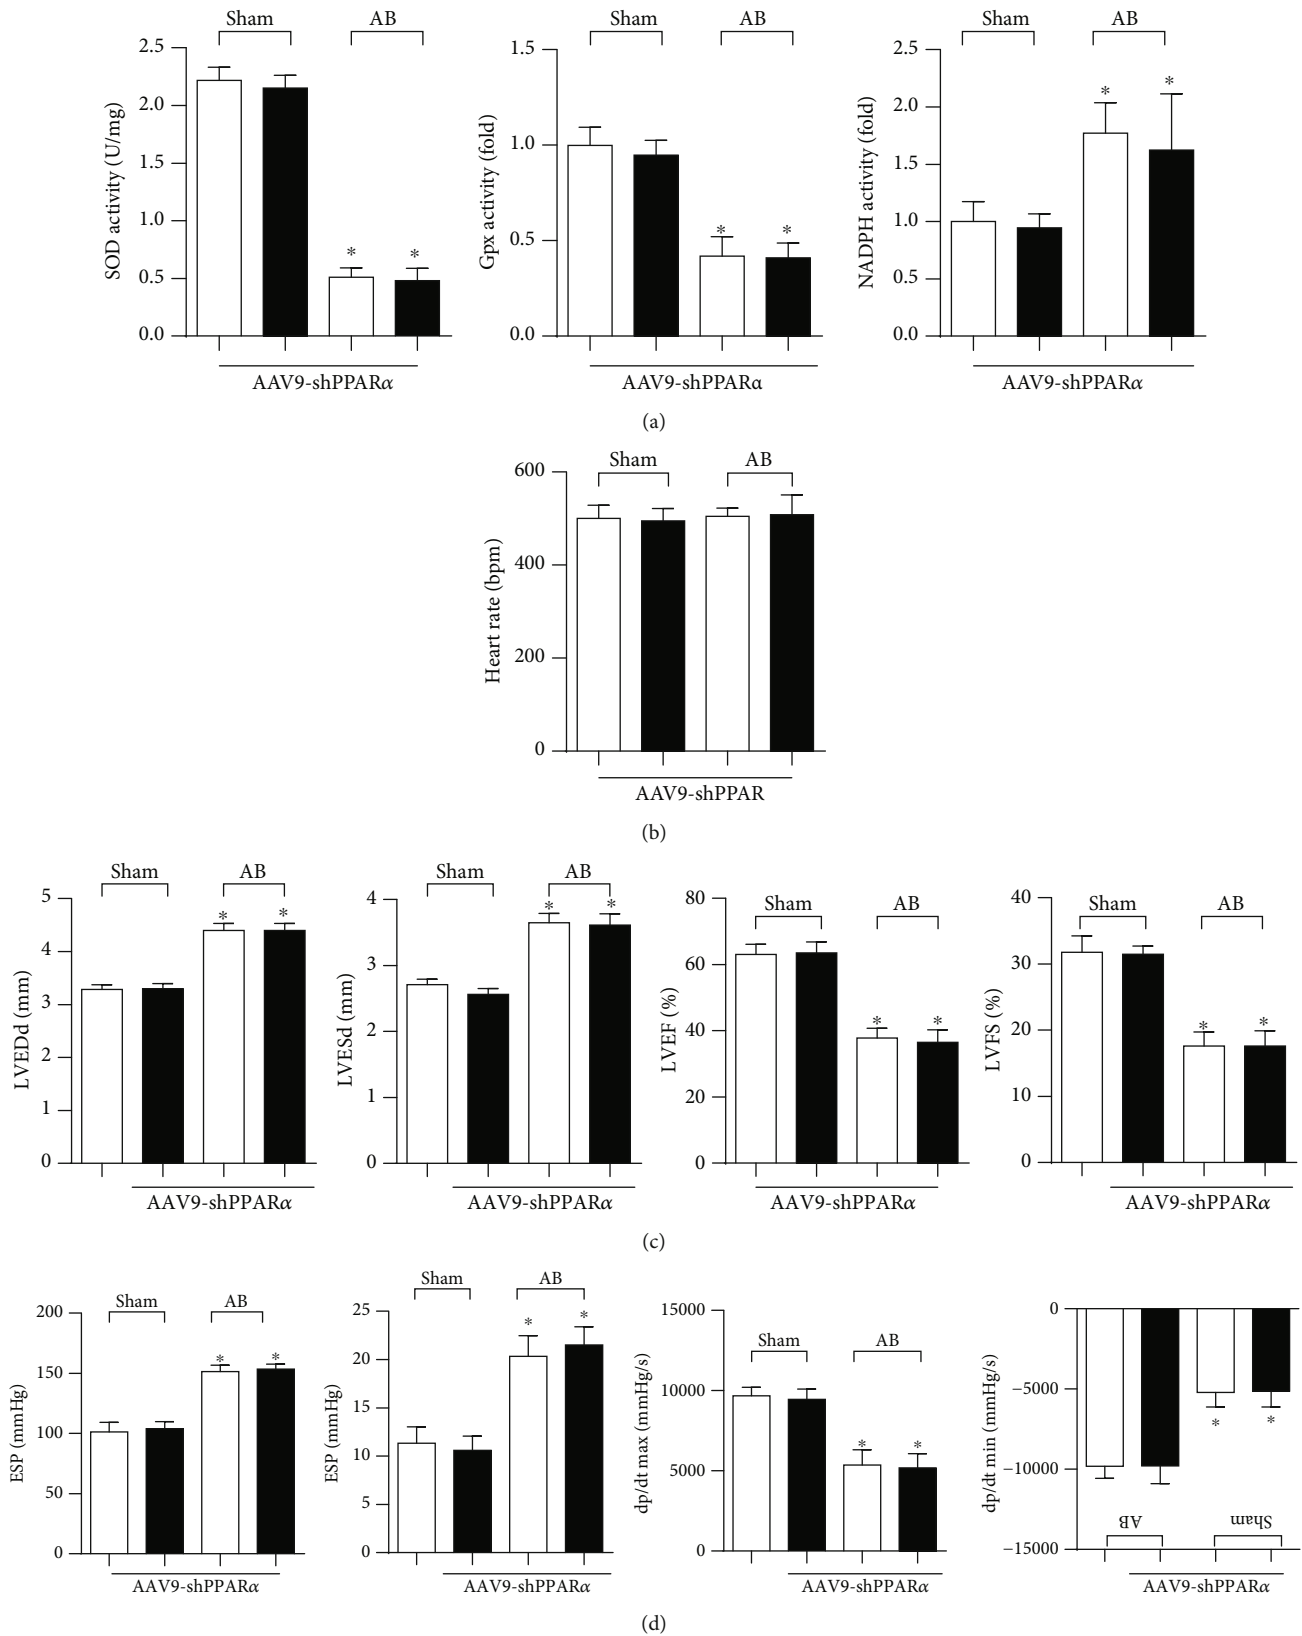 Sham AB
SOD activity (U/mg)
2.5
2.0
1.5
1.0
0.5
0.0
* *
AAV9-shPPARα
Sham AB
Gpx activity (fold)
1.5
1.0
0.5
0.0
* *
AAV9-shPPARα
Sham AB
NADPH activity (fold)
2.5
2.0
1.5
1.0
0.5
0.0
* *
AAV9-shPPARα
(a)
Sham AB
Heart rate (bpm)
600
400
200
0
AAV9-shPPAR
(b)
Sham AB
LVEDd (mm)
5
4
3
2
1
0
* *
AAV9-shPPARα
Sham AB
LVESd (mm)
4
3
2
1
0
* *
AAV9-shPPARα
Sham AB
LVEF (%)
80
60
40
20
0
* *
AAV9-shPPARα
Sham AB
LVFS (%)
40
30
20
10
0
* *
AAV9-shPPARα
(c)
Sham AB
ESP (mmHg)
200
150
100
50
0
* *
AAV9-shPPARα
Sham AB
ESP (mmHg)
25
20
15
10
5
0
* *
AAV9-shPPARα
Sham AB
dp/dt max (mmHg/s)
15000
10000
5000
0
* *
AAV9-shPPARα
dp/dt min (mmHg/s)
0
−5000
−10000
−15000
* *
AB Sham
AAV9-shPPARα
(d)